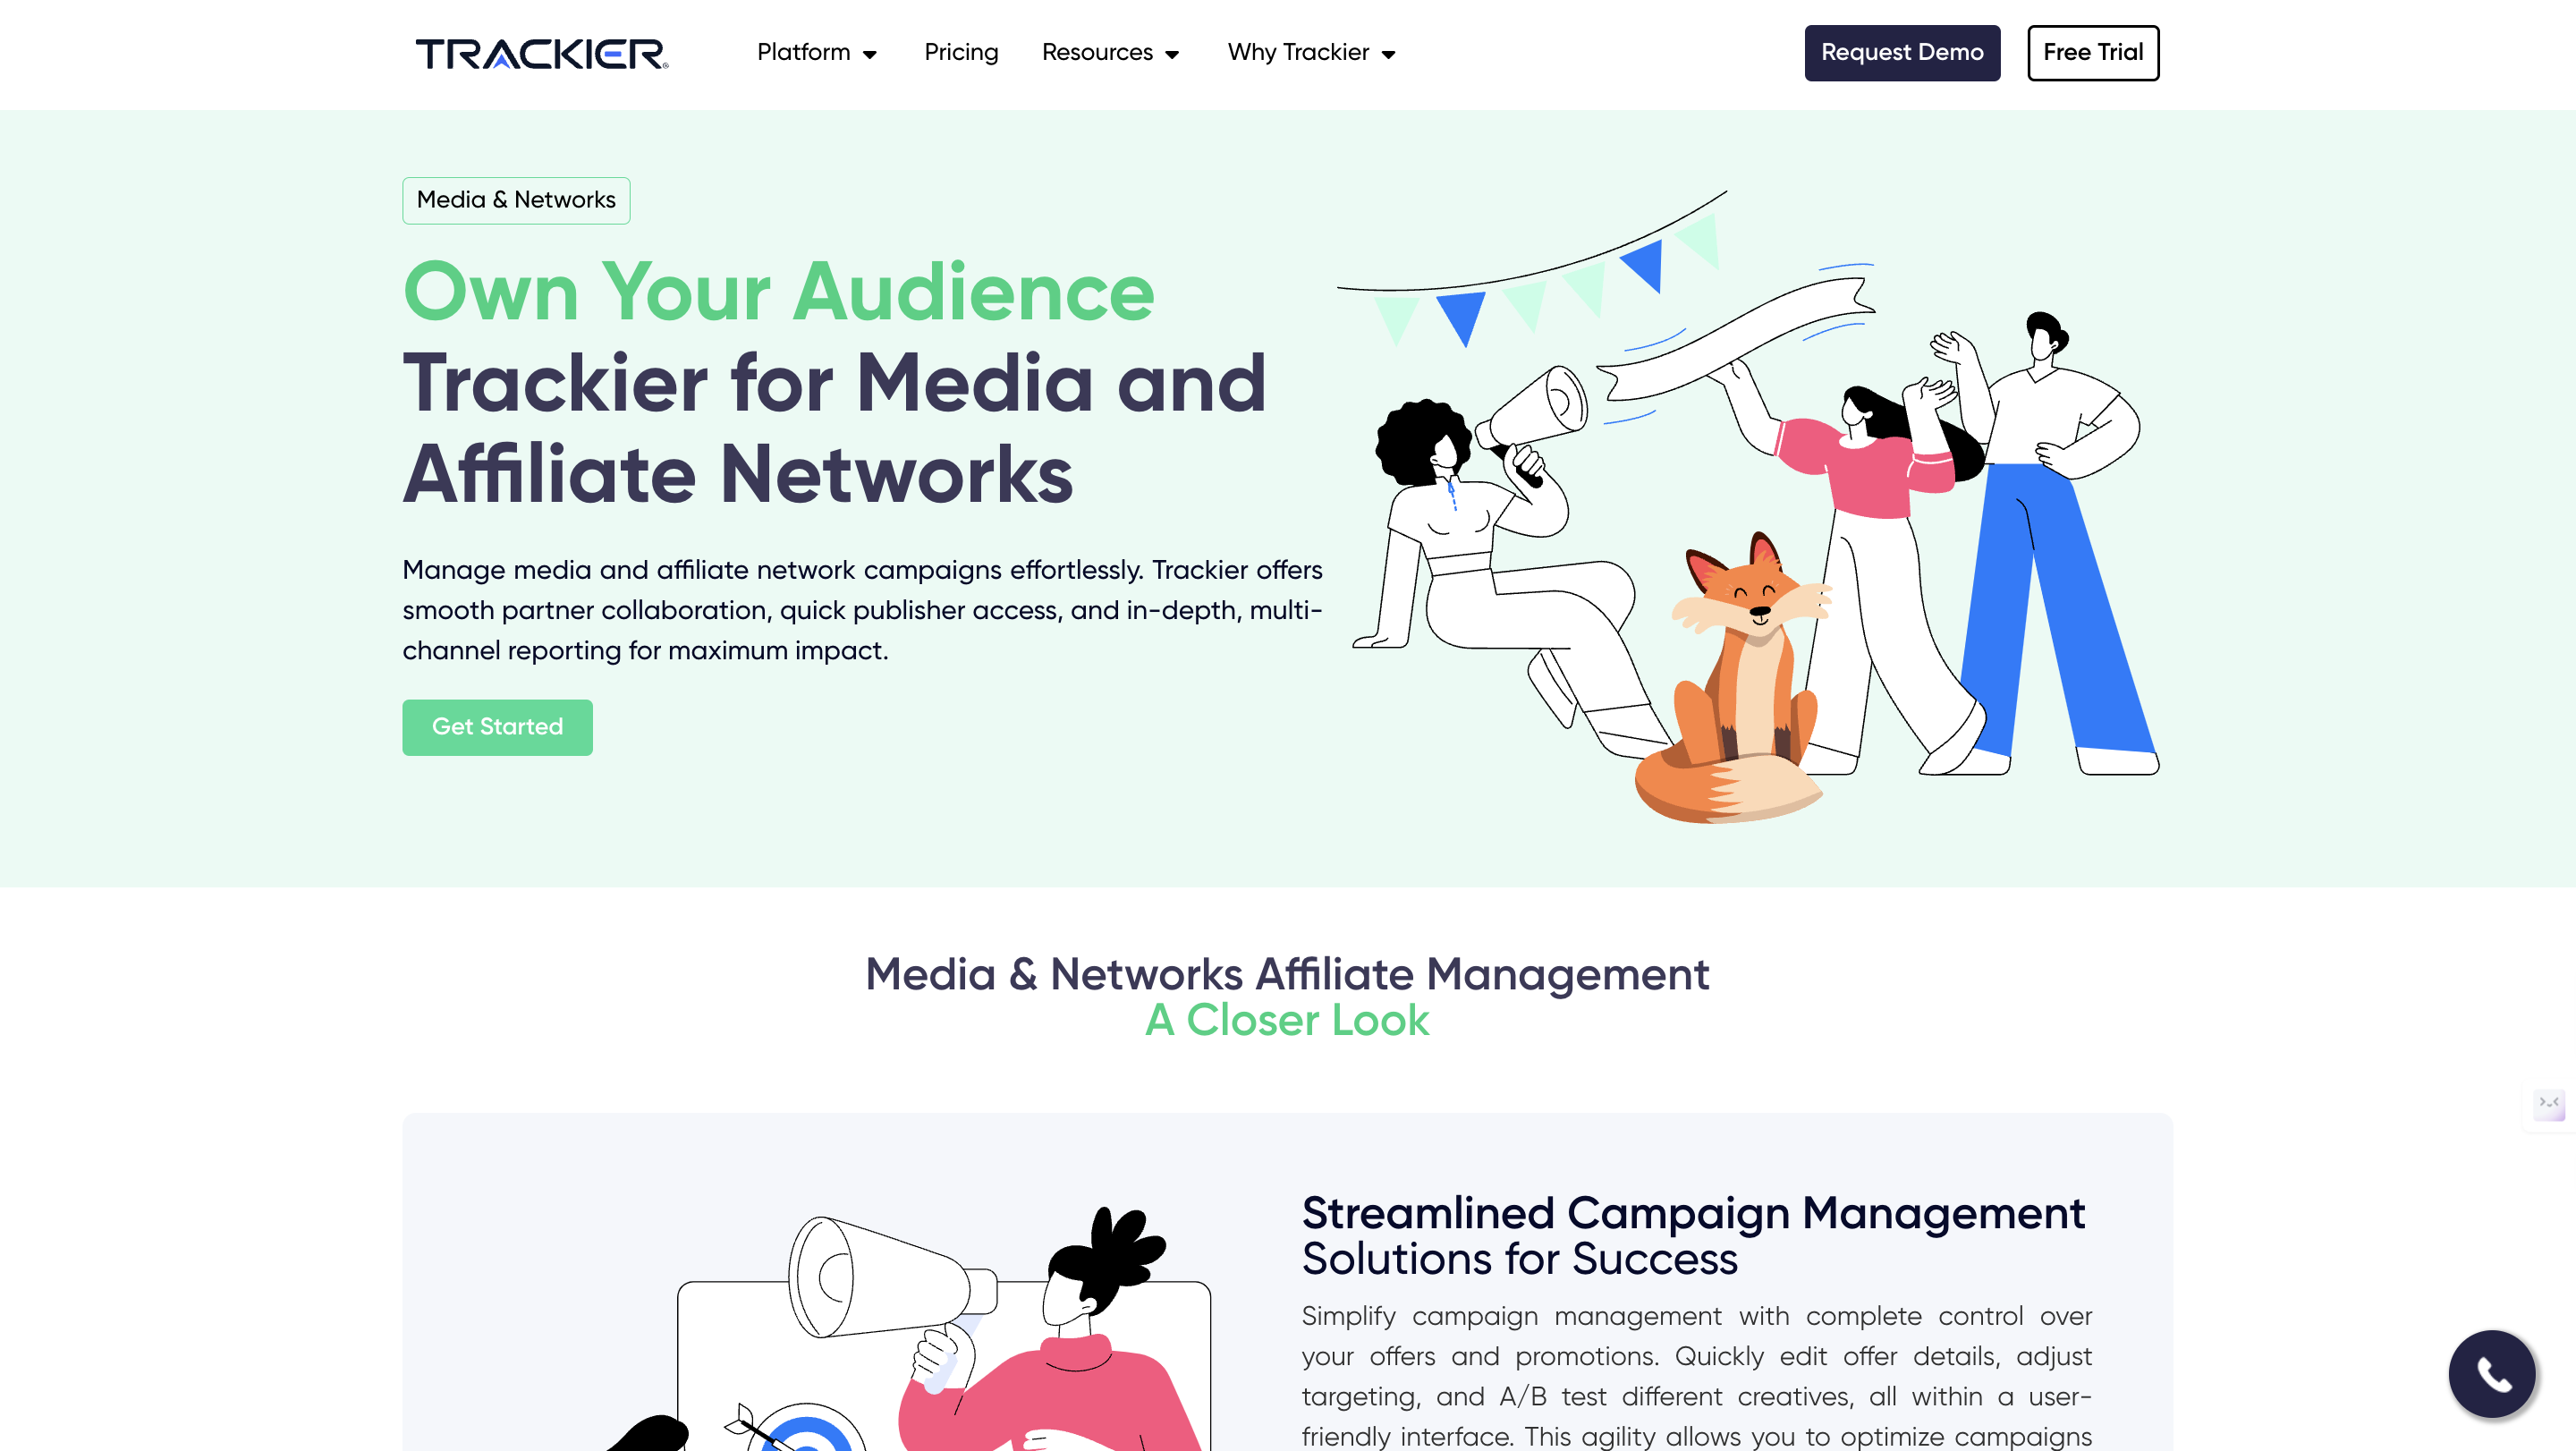 TRACKIER
Platform
Pricing
Resources
Why Trackier
Request Demo
Free Trial
Media & Networks
Own Your Audience
Trackier for Media and
Affiliate Networks
Manage media and affiliate network campaigns effortlessly. Trackier offers
smooth partner collaboration, quick publisher access, and in-depth, multi-
channel reporting for maximum impact.
Get Started
Media & Networks Affiliate Management
A Closer Look
Streamlined Campaign Management
Solutions for Success
Simplify campaign management with complete control over
your offers and promotions. Quickly edit offer details, adjust
targeting, and A/B test different creatives, all within a user-
friendly interface. This agility allows you to optimize campaigns